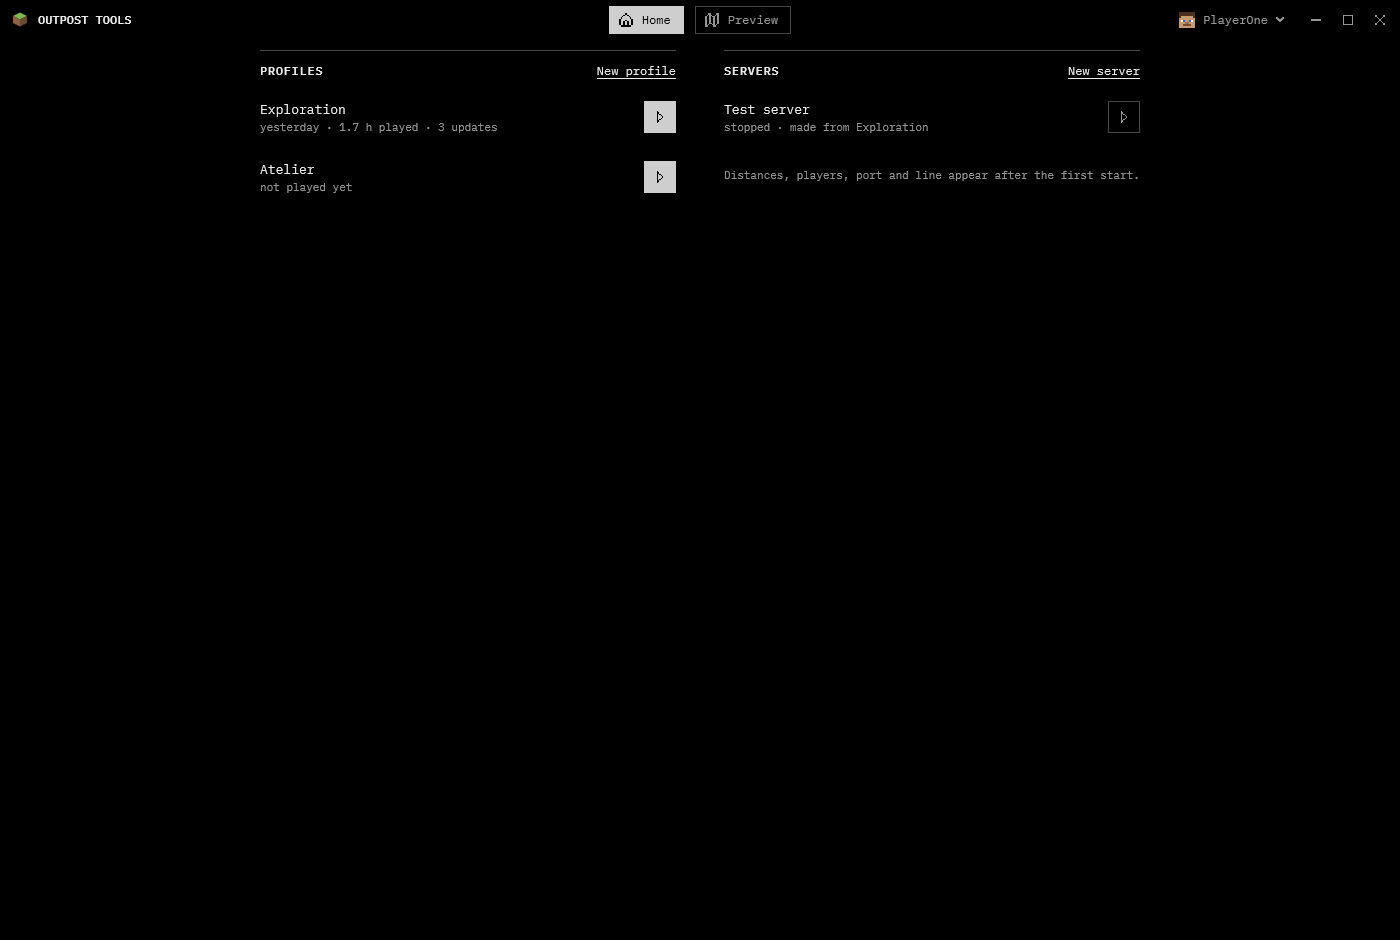 OUTPOST TOOLS
Home
Preview
PlayerOne
PROFILES
New profile
Exploration
yesterday · 1.7 h played · 3 updates
Atelier
not played yet
SERVERS
New server
Test server
stopped · made from Exploration
Distances, players, port and line appear after the first start.